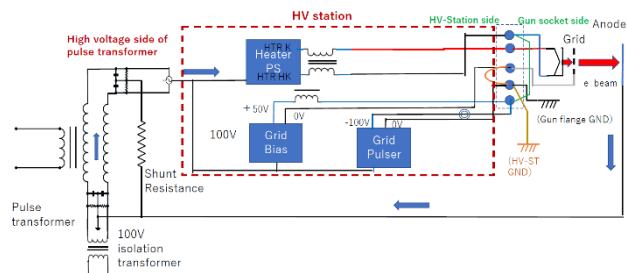 HV station
HV-Station side
Gun socket side
Anode
High voltage side of
pulse transformer
HTR K
Heater
PS
HTR HK
Grid
e beam
+ 50V
0V
100V
Grid
Bias
-100V
0V
Grid
Pulser
(Gun flange GND)
(HV-ST
GND)
Shunt
Resistance
Pulse
transformer
100V
isolation
transformer